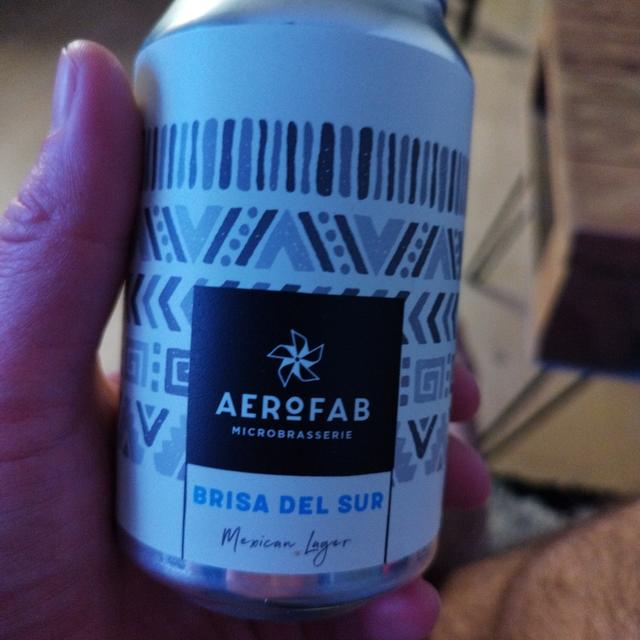 AEROFAB
MICROBRASSERIE
BRISA DEL SUR
Mexican Lager